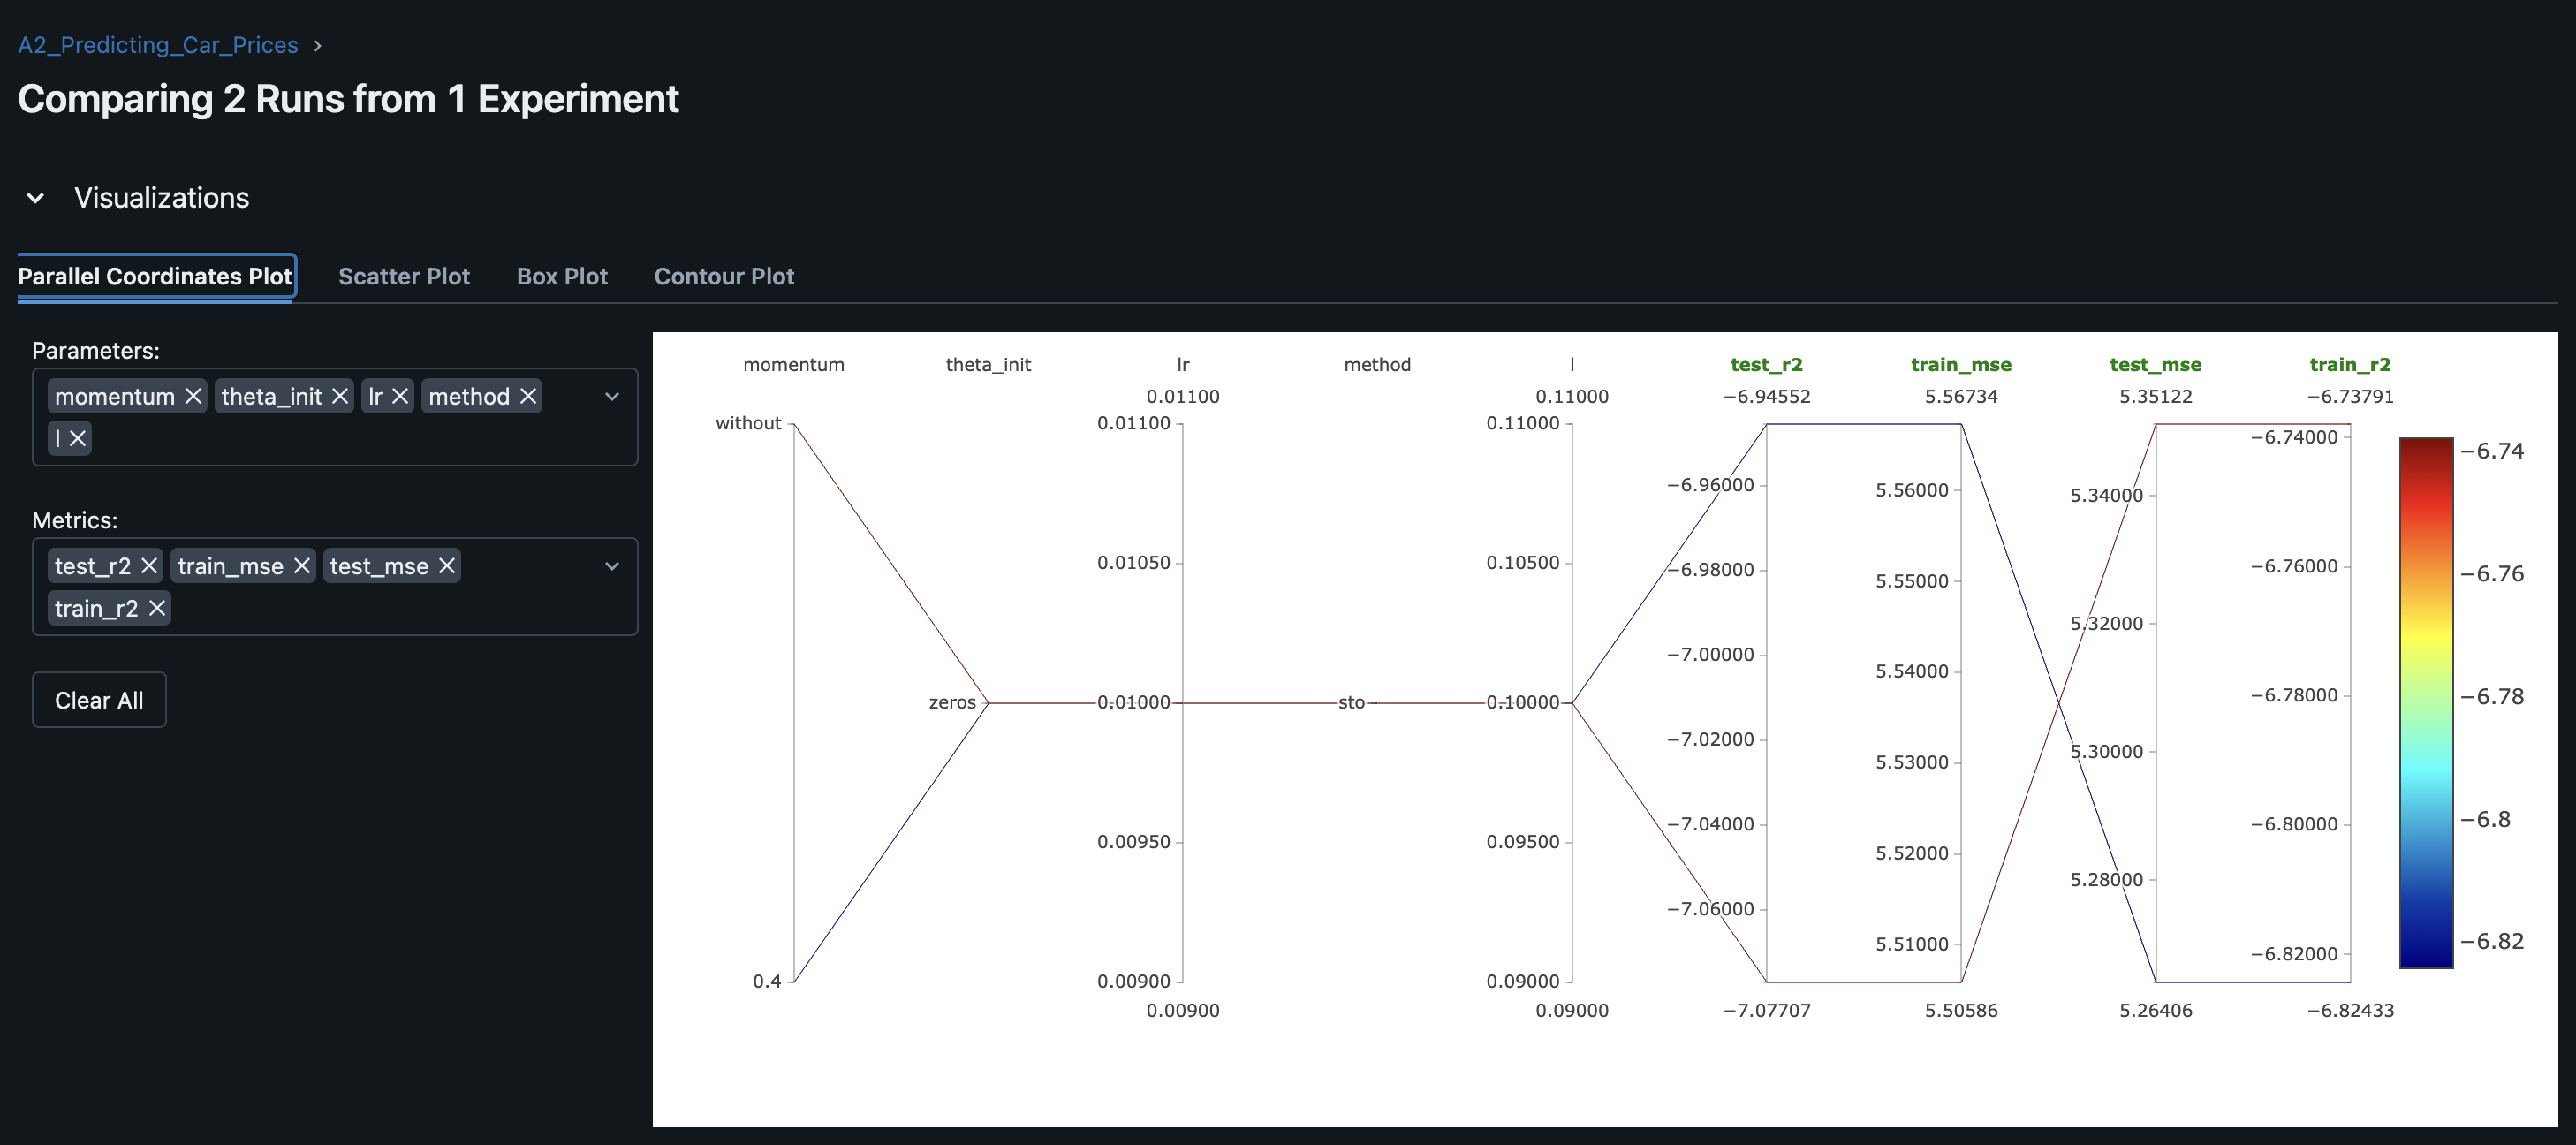 A2_Predicting_Car_Prices
Comparing 2 Runs from 1 Experiment
Visualizations
Parallel Coordinates Plot Scatter Plot Box Plot Contour Plot
Parameters:
momentum theta_init lr method
l
Metrics:
test_r2 train_mse test_mse
train_r2
Clear All
momentum theta_init lr method l test_r2 train_mse test_mse train_r2
0.01100 0.11000 −6.94552 5.56734 5.35122 −6.73791
without
0.4
zeros
0.01100
0.01050
0.01000
0.00950
0.00900
sto
0.11000
0.10500
0.10000
0.09500
0.09000
−6.96000
−6.98000
−7.00000
−7.02000
−7.04000
−7.06000
5.56000
5.55000
5.54000
5.53000
5.52000
5.51000
5.34000
5.32000
5.30000
5.28000
−6.74000
−6.76000
−6.78000
−6.80000
−6.82000
0.00900 0.09000 −7.07707 5.50586 5.26406 −6.82433
−6.74
−6.76
−6.78
−6.8
−6.82